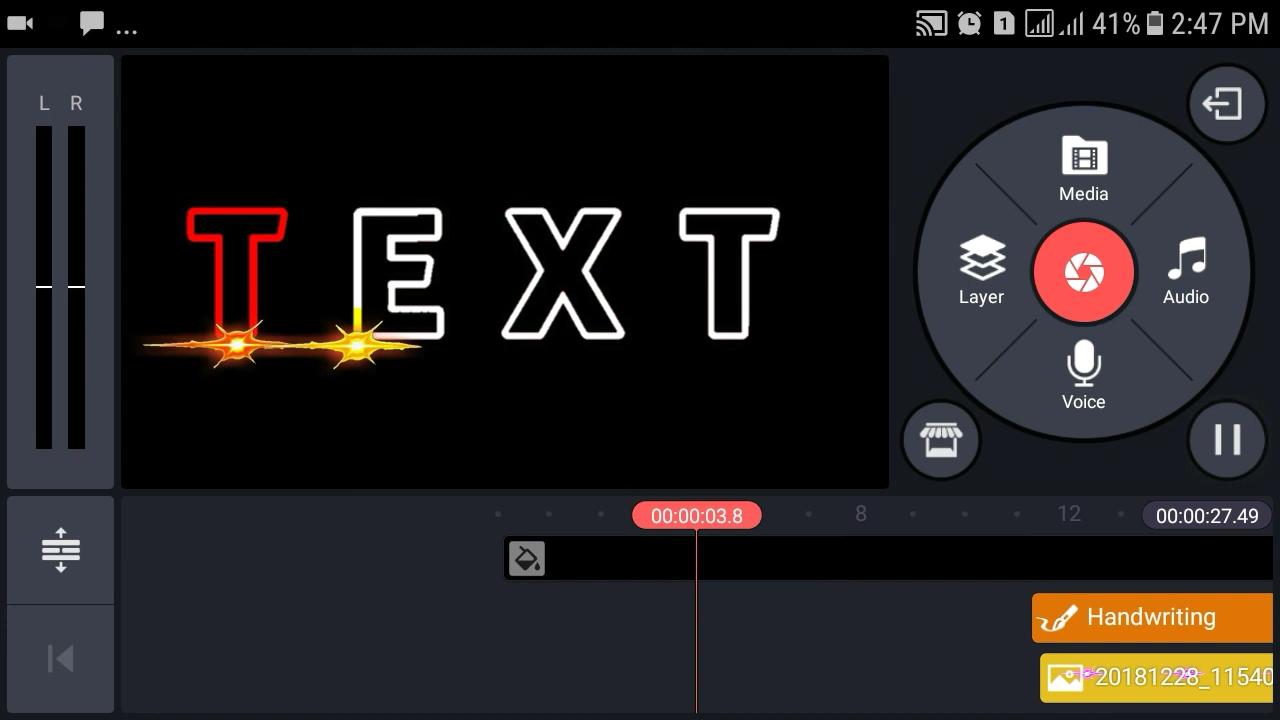 ... 1 41% 2:47 PM
L R
TEXT
Media
Layer
Audio
Voice
00:00:03.8 8 12 00:00:27.49
Handwriting
20181228_11540